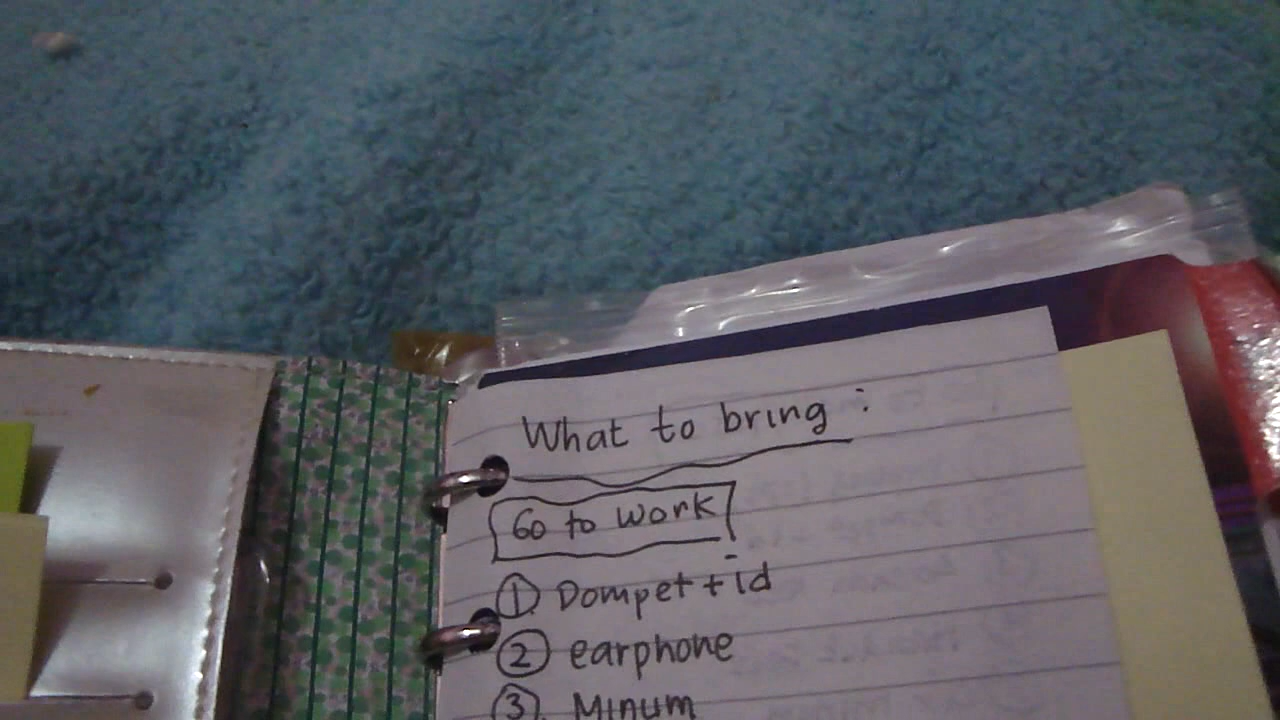 What to bring :
Go to work
① Dompet + id
② earphone
③ Minum